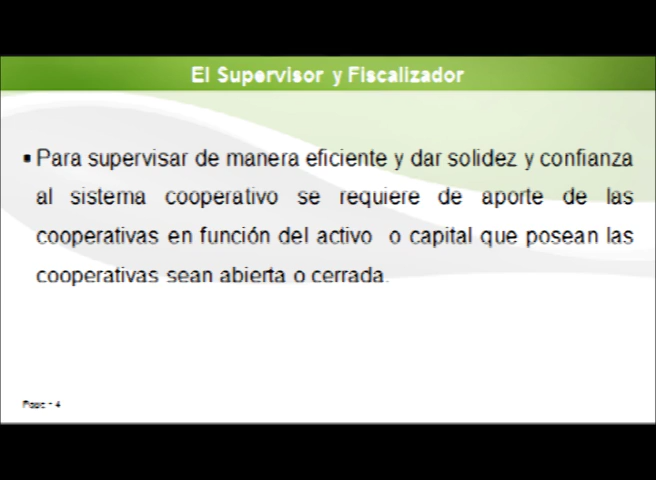 El Supervisor y Fiscalizador
▪ Para supervisar de manera eficiente y dar solidez y confianza
al sistema cooperativo se requiere de aporte de las
cooperativas en función del activo o capital que posean las
cooperativas sean abierta o cerrada.
Page - 4